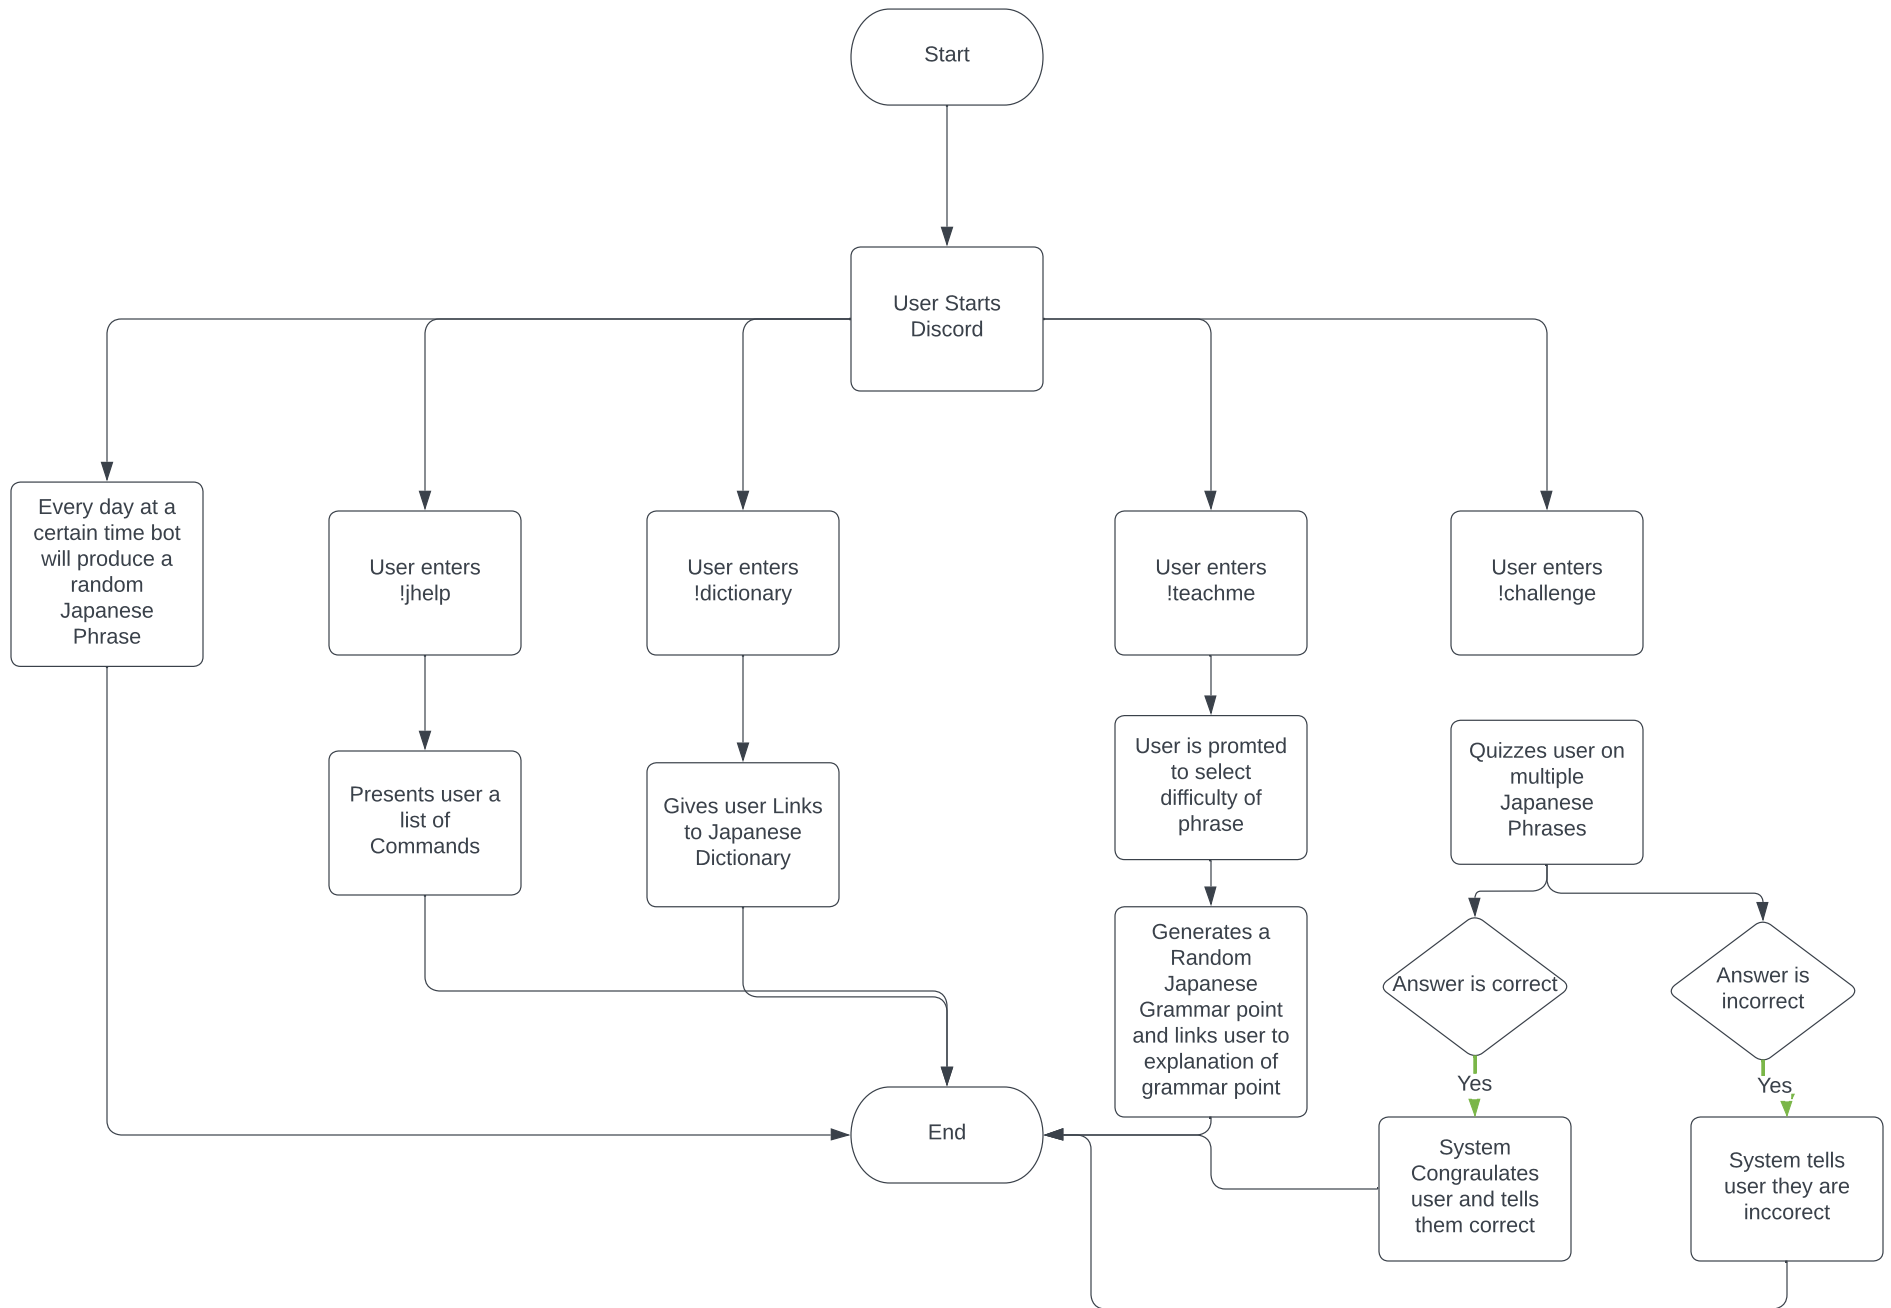 Start
User Starts
Discord
Every day at a
certain time bot
will produce a
random
Japanese
Phrase
User enters
!jhelp
User enters
!dictionary
User enters
!teachme
User enters
!challenge
Presents user a
list of
Commands
Gives user Links
to Japanese
Dictionary
User is promted
to select
difficulty of
phrase
Quizzes user on
multiple
Japanese
Phrases
Generates a
Random
Japanese
Grammar point
and links user to
explanation of
grammar point
Answer is correct
Answer is
incorrect
Yes
Yes
End
System
Congraulates
user and tells
them correct
System tells
user they are
inccorect